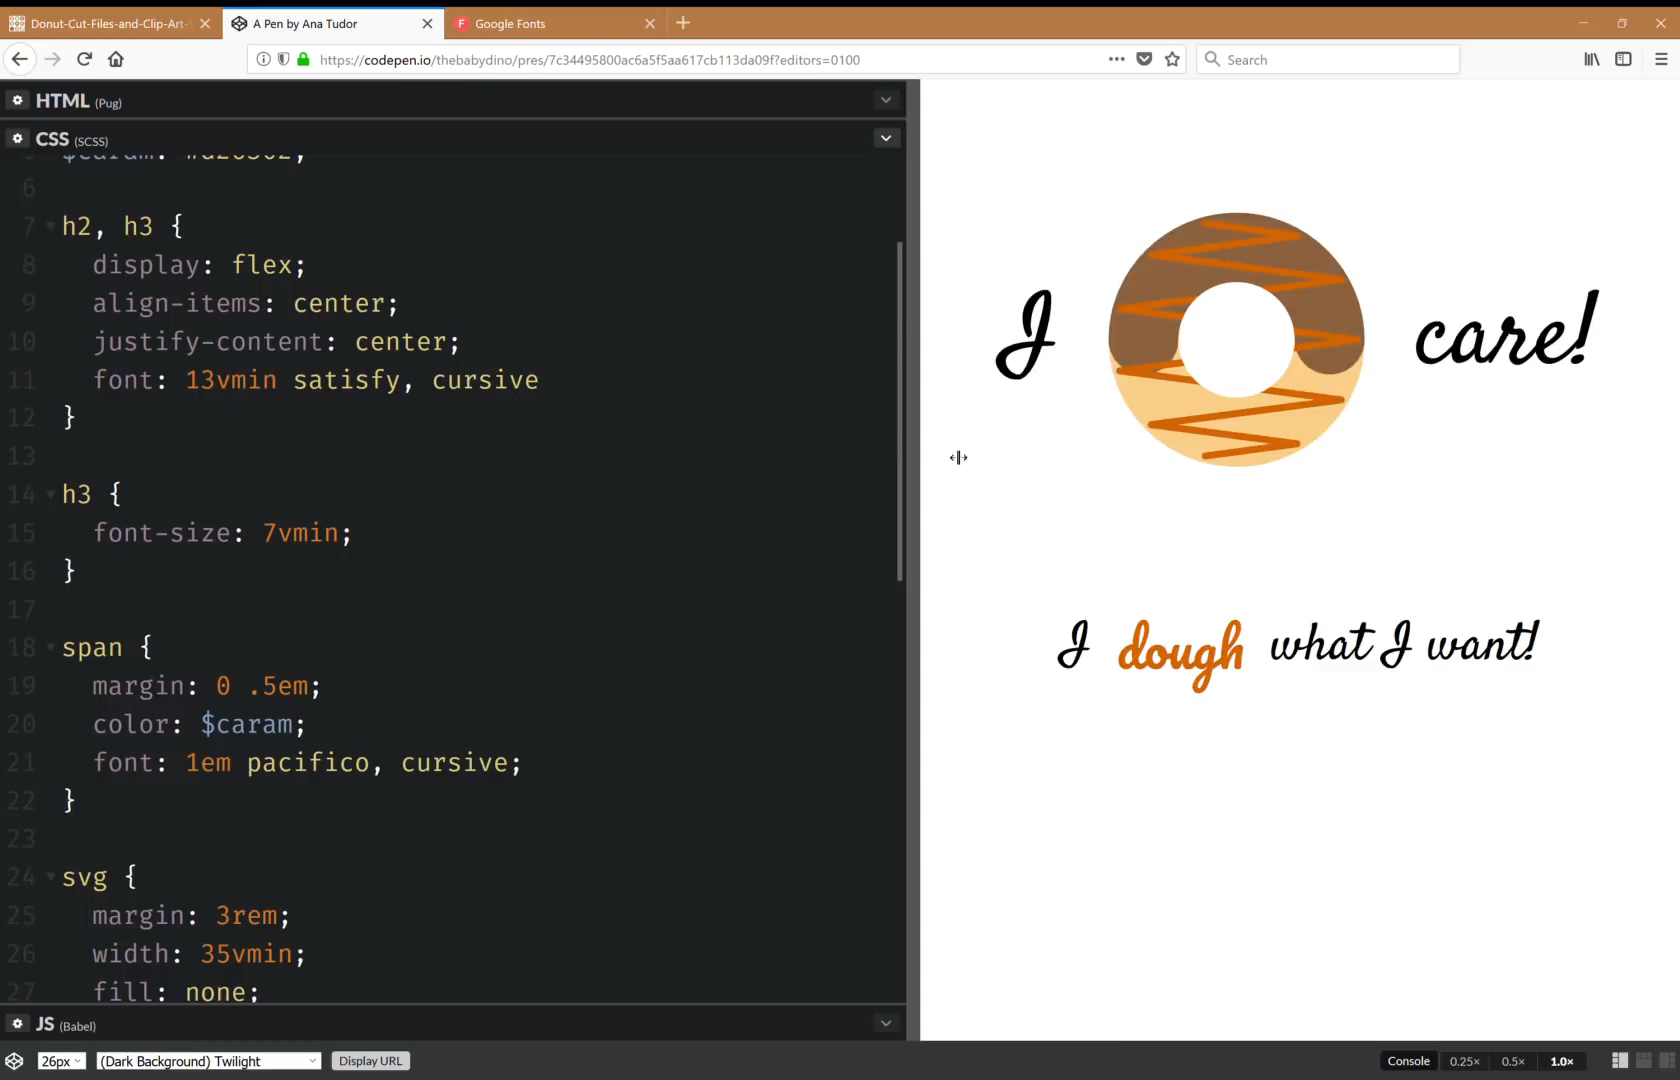 Donut-Cut-Files-and-Clip-Art-
A Pen by Ana Tudor
Google Fonts
https://codepen.io/thebabydino/pres/7c34495800ac6a5f5aa617cb113da09f?editors=0100
Search
HTML (Pug)
CSS (SCSS)
6
7 h2, h3 {
8 display: flex;
9 align-items: center;
10 justify-content: center;
11 font: 13vmin satisfy, cursive
12 }
13
14 h3 {
15 font-size: 7vmin;
16 }
17
18 span {
19 margin: 0 .5em;
20 color: $caram;
21 font: 1em pacifico, cursive;
22 }
23
24 svg {
25 margin: 3rem;
26 width: 35vmin;
27 fill: none;
JS (Babel)
26px
(Dark Background) Twilight
Display URL
Console 0.25× 0.5× 1.0×
I care!
I dough what I want!